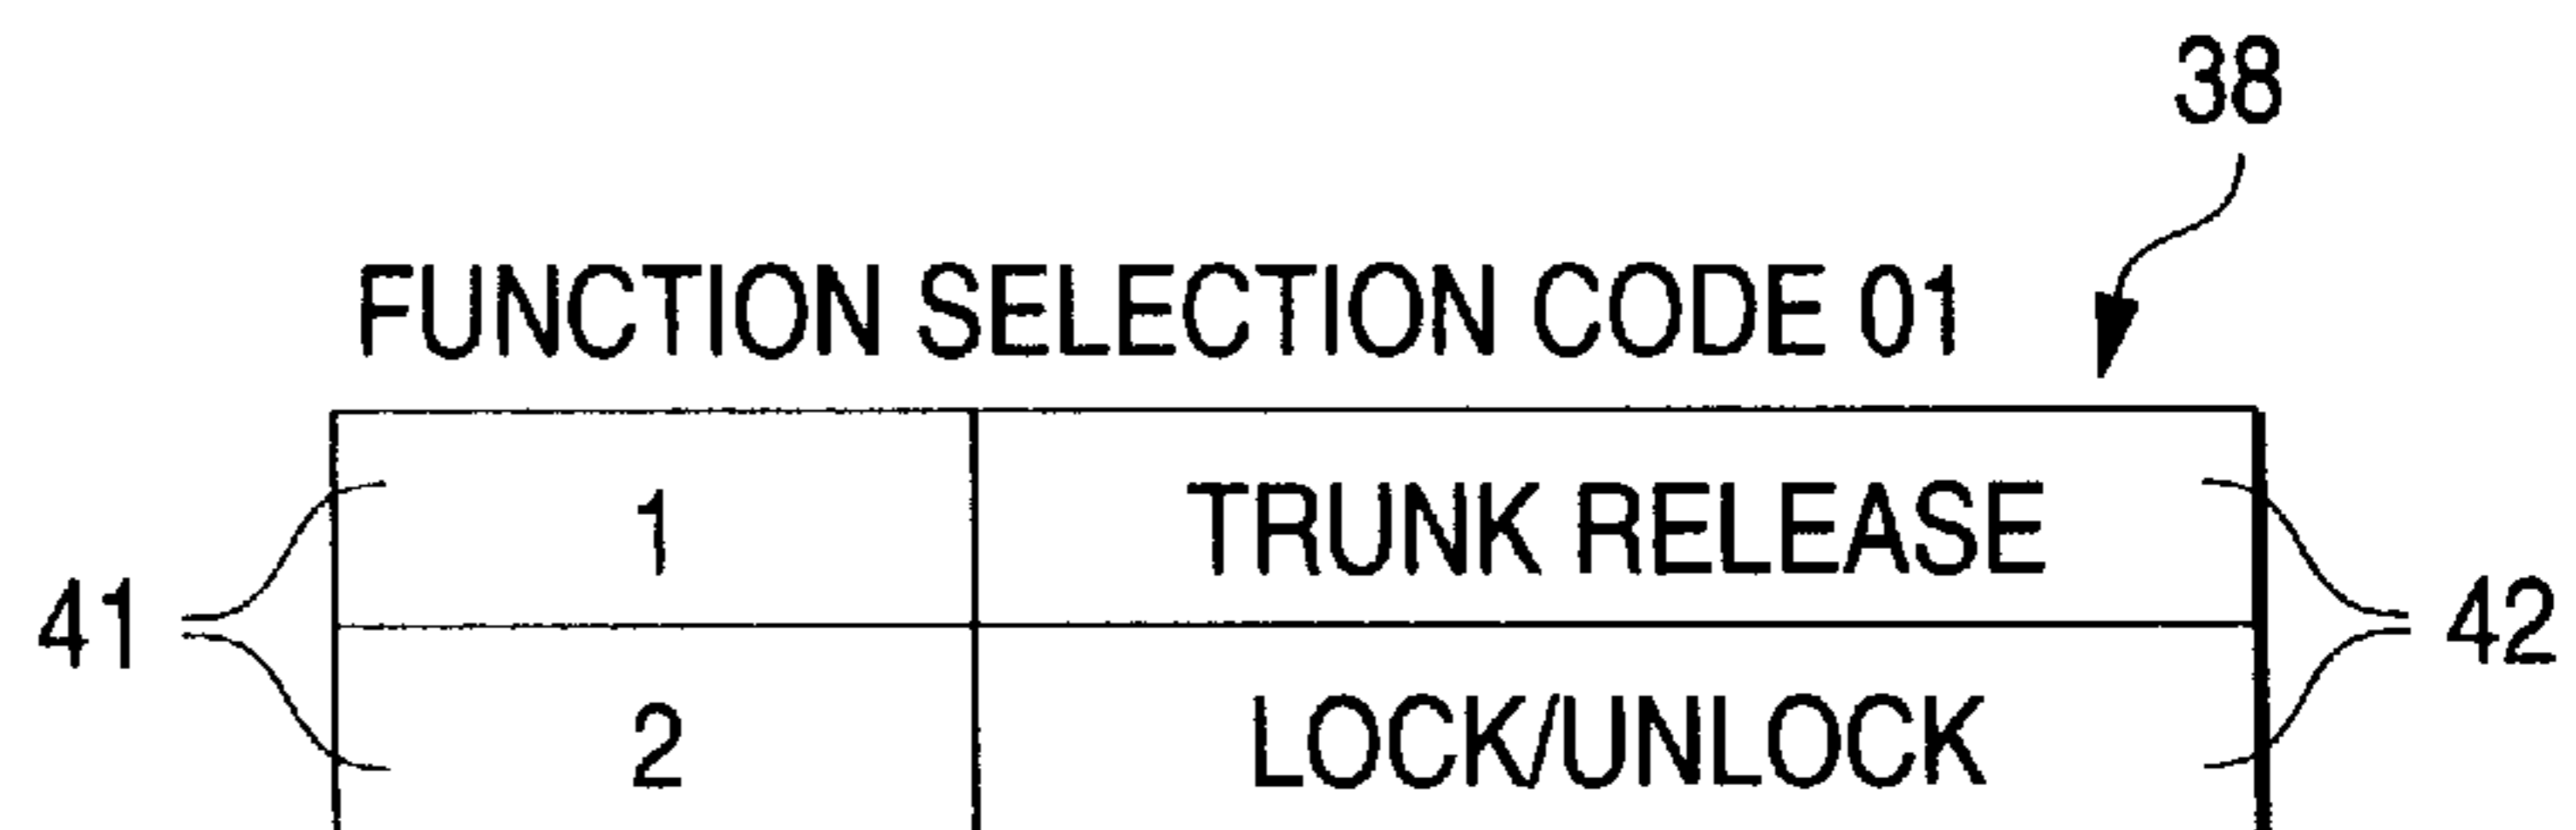 38
FUNCTION SELECTION CODE 01
1 TRUNK RELEASE
41 42
2 LOCK/UNLOCK